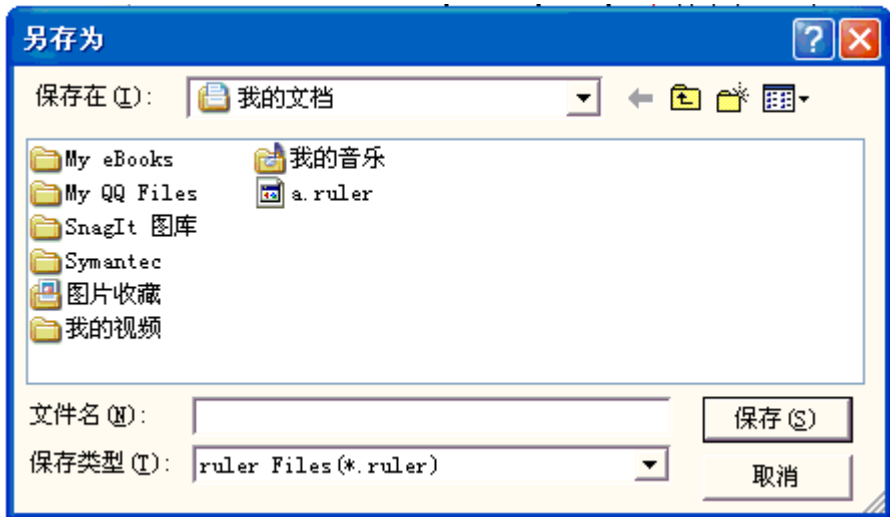 另存为
保存在(I):
我的文档
My eBooks
My QQ Files
SnagIt 图库
Symantec
图片收藏
我的视频
我的音乐
a.ruler
文件名(N):
保存(S)
保存类型(T):
ruler Files(*.ruler)
取消